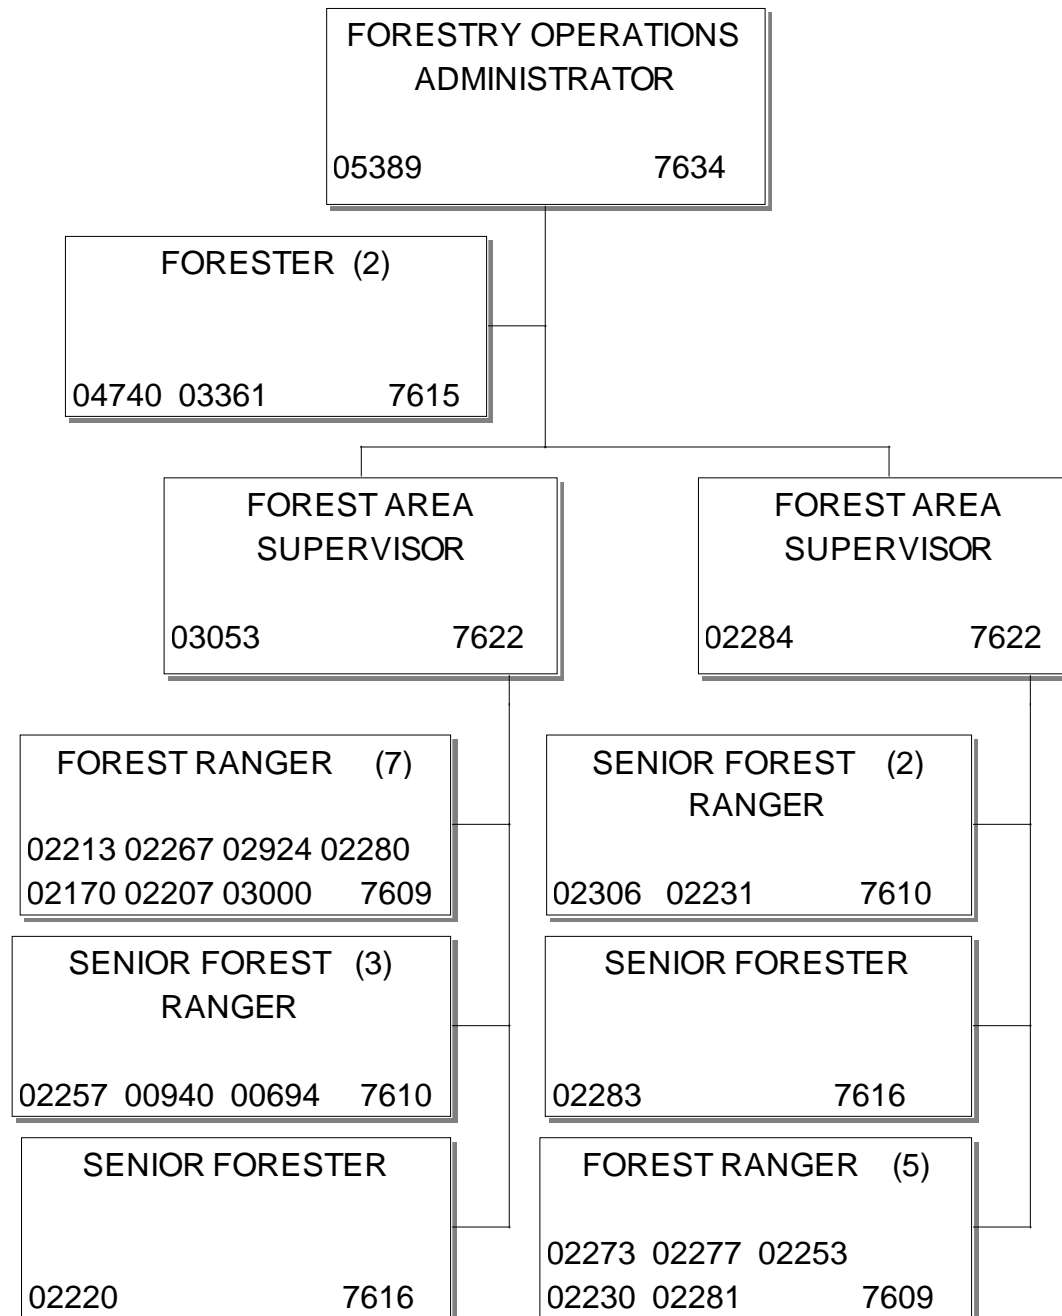 FORESTRY OPERATIONS
ADMINISTRATOR
05389 7634
FORESTER (2)
04740 03361 7615
FOREST AREA
SUPERVISOR
03053 7622
FOREST AREA
SUPERVISOR
02284 7622
FOREST RANGER (7)
02213 02267 02924 02280
02170 02207 03000 7609
SENIOR FOREST (3)
RANGER
02257 00940 00694 7610
SENIOR FORESTER
02220 7616
SENIOR FOREST (2)
RANGER
02306 02231 7610
SENIOR FORESTER
02283 7616
FOREST RANGER (5)
02273 02277 02253
02230 02281 7609